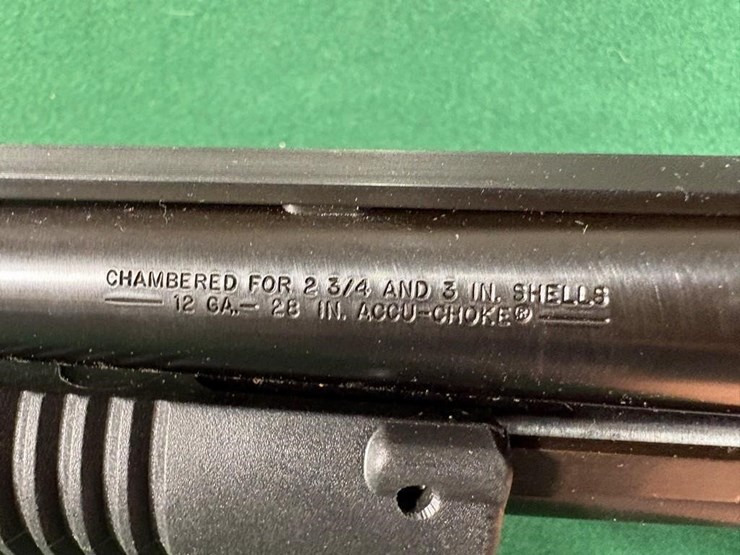 CHAMBERED FOR 2 3/4 AND 3 IN. SHELLS
12 GA.— 28 IN. ACCU-CHOKE®